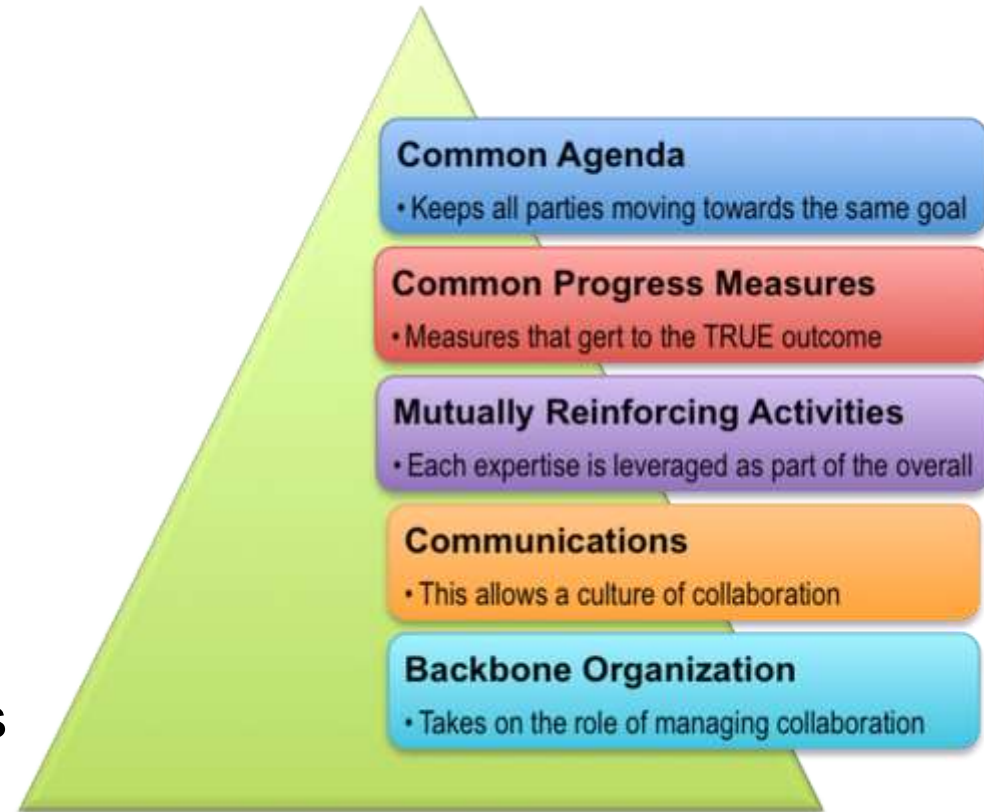 Common Agenda
• Keeps all parties moving towards the same goal
Common Progress Measures
• Measures that gert to the TRUE outcome
Mutually Reinforcing Activities
• Each expertise is leveraged as part of the overall
Communications
• This allows a culture of collaboration
Backbone Organization
• Takes on the role of managing collaboration
s